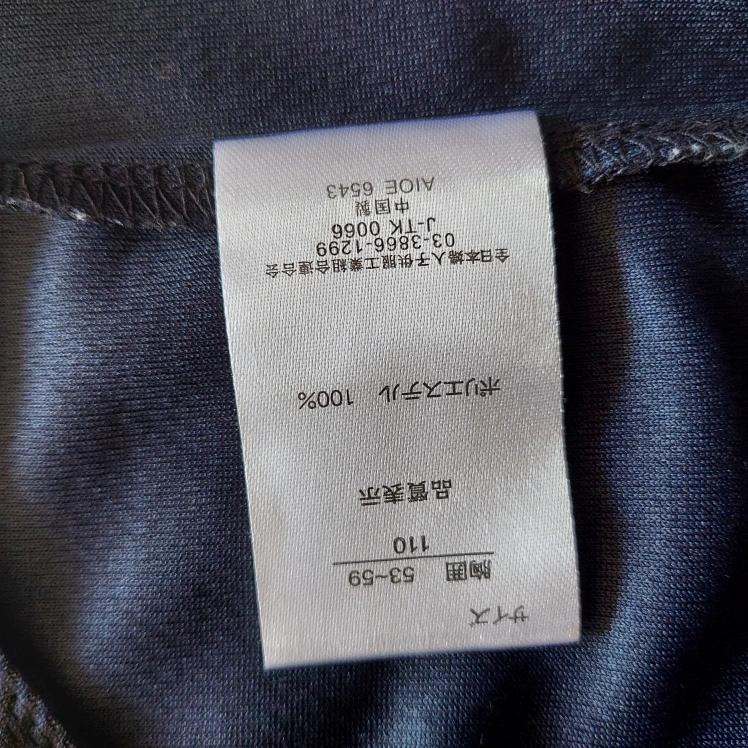 サイズ
胸囲 53~59
110
品質表示
ポリエステル 100%
全日本婦人子供服工業組合連合会
03-3866-1299
J-TK 0066
中国製
AIOE 6543